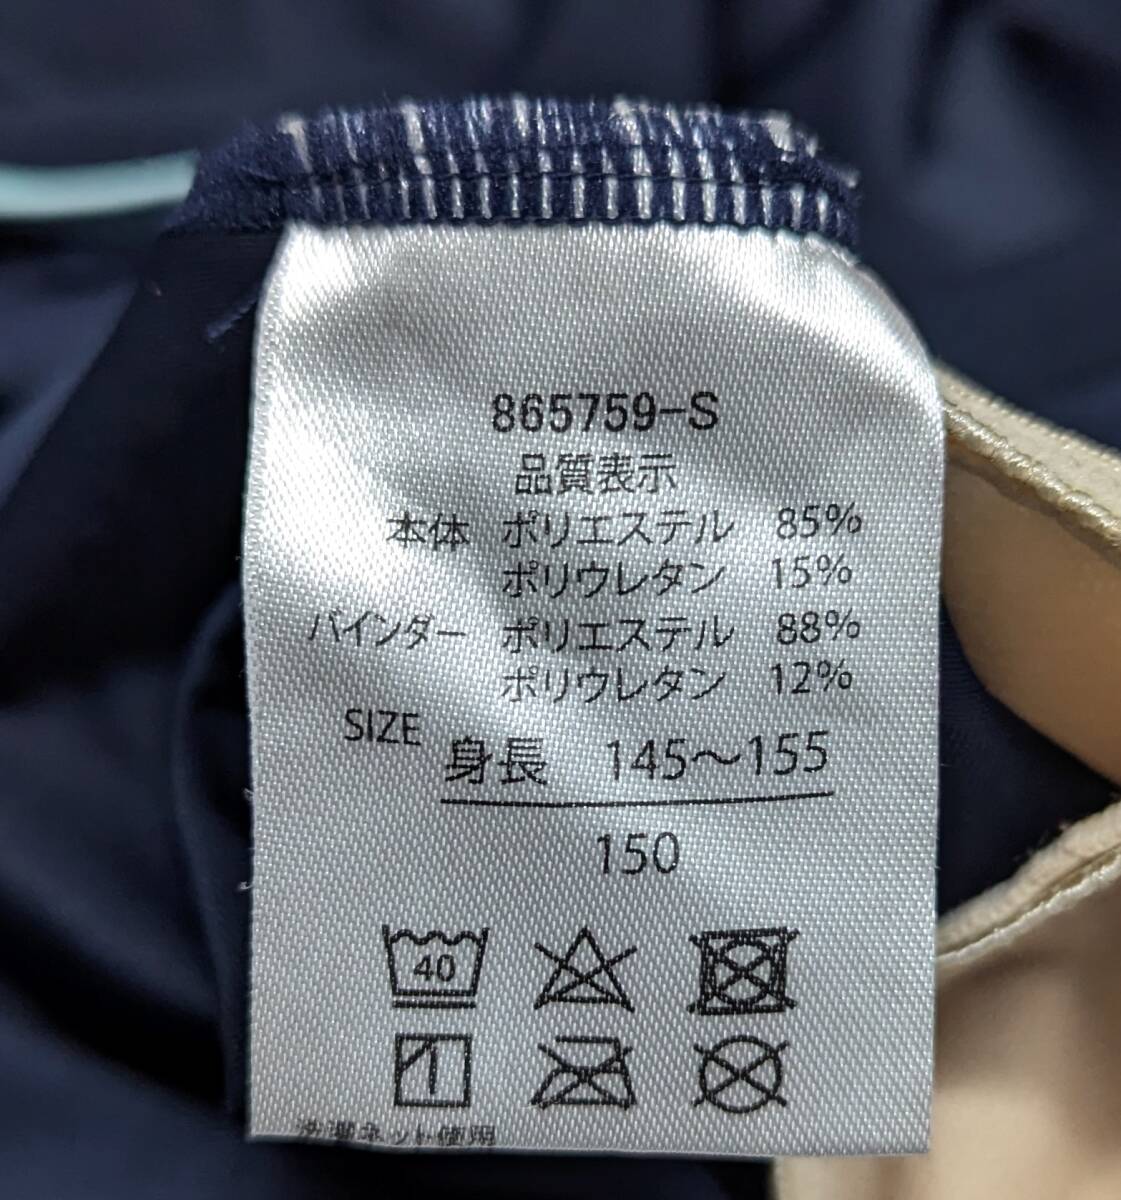 865759-S
品質表示
本体 ポリエステル 85%
ポリウレタン 15%
バインダー ポリエステル 88%
ポリウレタン 12%
SIZE
身長 145〜155
150
40
洗濯ネット使用